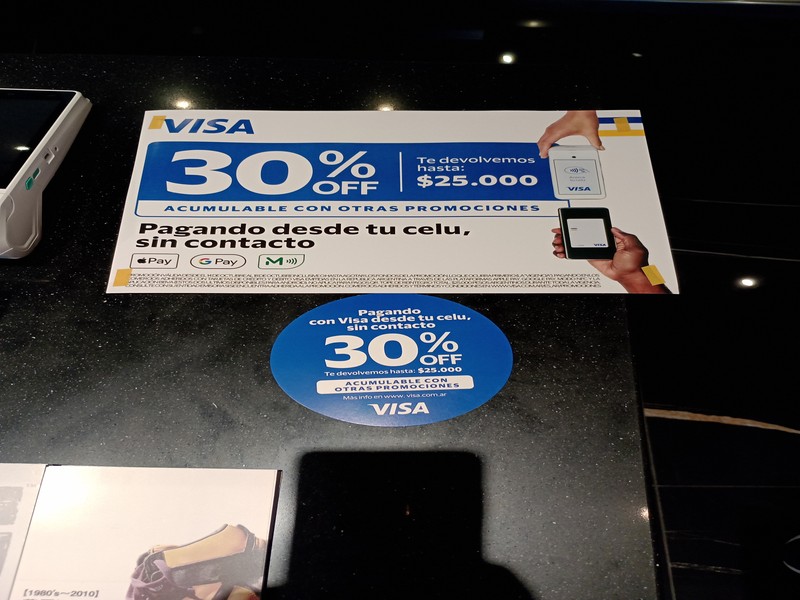 VISA
30% OFF
Te devolvemos
hasta:
$25.000
VISA
ACUMULABLE CON OTRAS PROMOCIONES
Pagando desde tu celu,
sin contacto
VISA
Pay
G Pay
M
Pagando
con Visa desde tu celu,
sin contacto
30% OFF
Te devolvemos hasta: $25.000
ACUMULABLE CON
OTRAS PROMOCIONES
Más info en www.visa.com.ar
VISA
【1980's～2010】